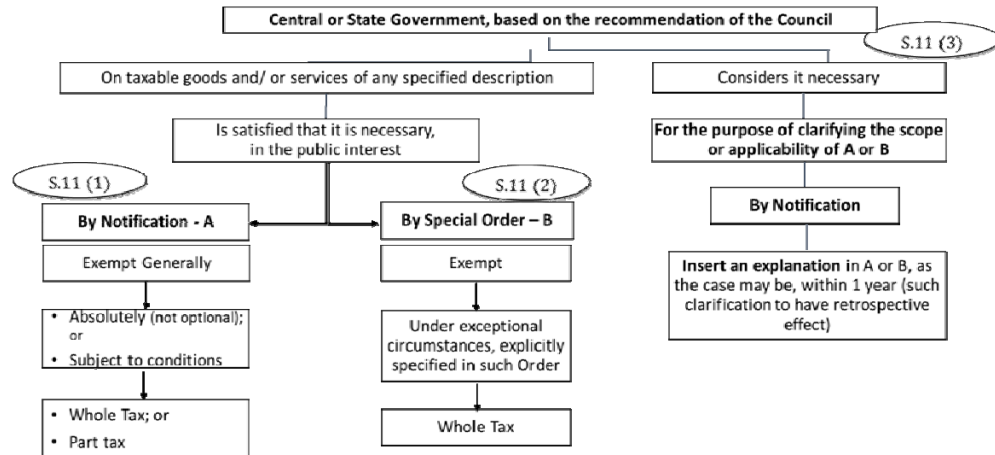 Central or State Government, based on the recommendation of the Council
S.11 (3)
On taxable goods and/ or services of any specified description
Considers it necessary
Is satisfied that it is necessary,
in the public interest
For the purpose of clarifying the scope
or applicability of A or B
S.11 (1)
S.11 (2)
By Notification - A
By Special Order – B
By Notification
Exempt Generally
Exempt
Insert an explanation in A or B, as
the case may be, within 1 year (such
clarification to have retrospective
effect)
• Absolutely (not optional);
or
• Subject to conditions
Under exceptional
circumstances, explicitly
specified in such Order
• Whole Tax; or
• Part tax
Whole Tax